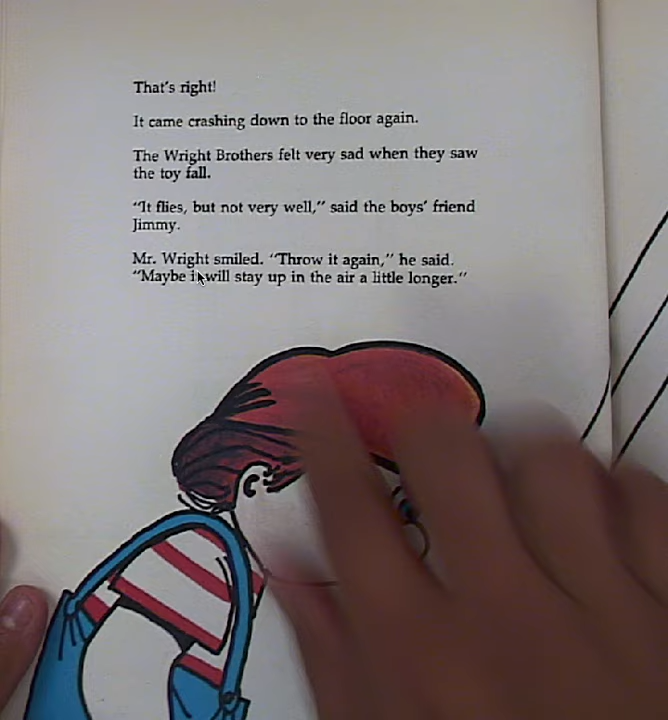 That's right!
It came crashing down to the floor again.
The Wright Brothers felt very sad when they saw
the toy fall.
"It flies, but not very well," said the boys' friend
Jimmy.
Mr. Wright smiled. "Throw it again," he said.
"Maybe it will stay up in the air a little longer."